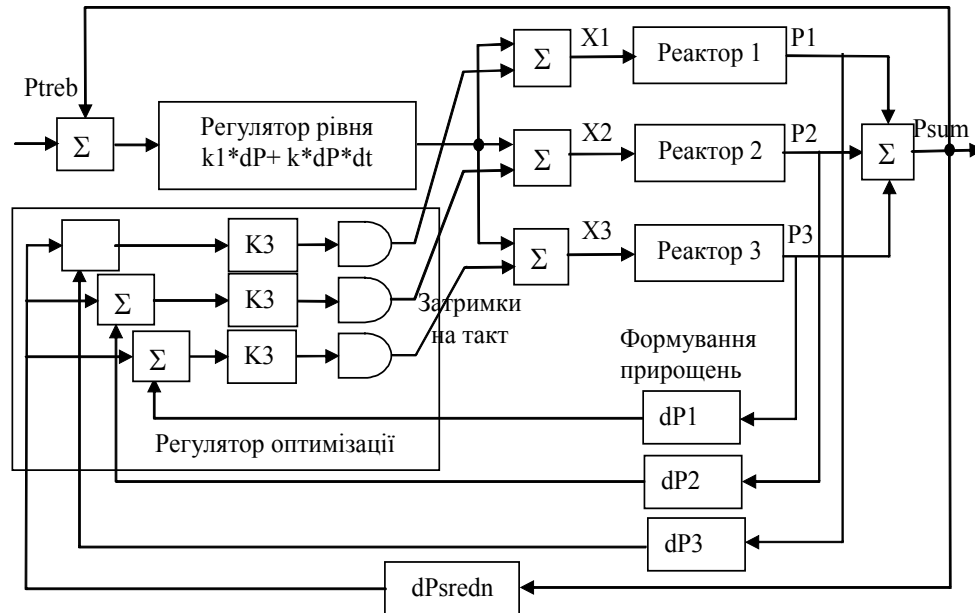 X1
P1
Реактор 1
Σ
Ptreb
Регулятор рівня
k1*dP+ k*dP*dt
Σ
X2
P2
Psum
Реактор 2
Σ
Σ
X3
P3
Реактор 3
Σ
K3
Σ
K3
Затримки
на такт
Σ
K3
Формування
прирощень
dP1
Регулятор оптимізації
dP2
dP3
dPsredn